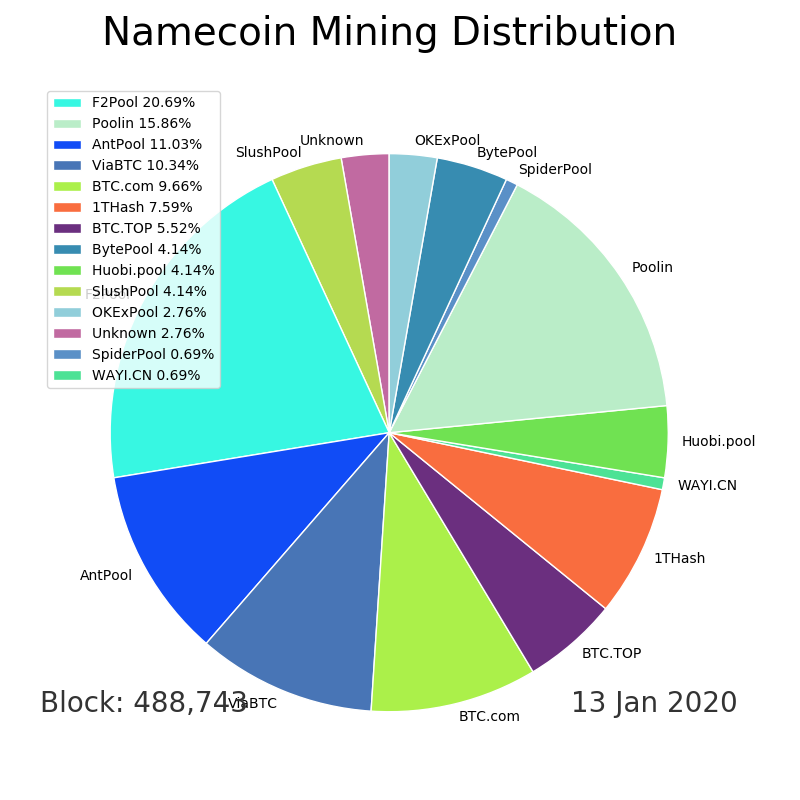 Namecoin Mining Distribution
F2Pool 20.69%
Poolin 15.86%
AntPool 11.03%
ViaBTC 10.34%
BTC.com 9.66%
1THash 7.59%
BTC.TOP 5.52%
BytePool 4.14%
Huobi.pool 4.14%
SlushPool 4.14%
OKExPool 2.76%
Unknown 2.76%
SpiderPool 0.69%
WAYI.CN 0.69%
SlushPool
Unknown
OKExPool
BytePool
SpiderPool
Poolin
F2Pool
Huobi.pool
WAYI.CN
1THash
AntPool
BTC.TOP
ViaBTC
BTC.com
Block: 488,743
13 Jan 2020